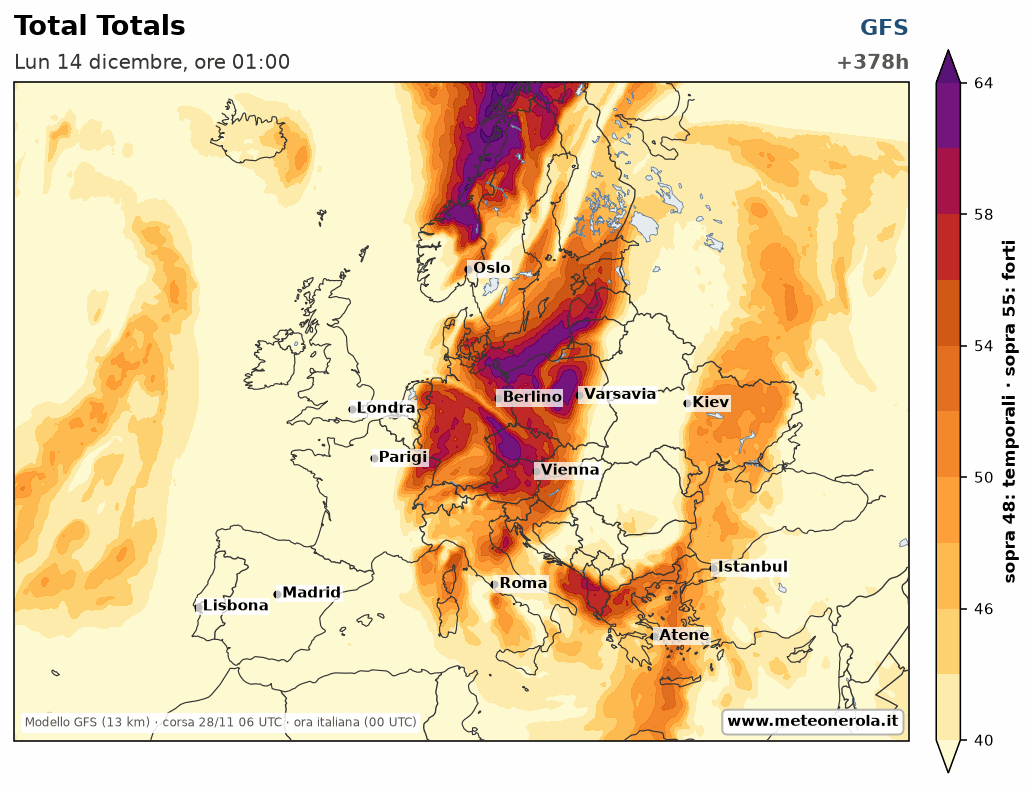 Total Totals
GFS
Lun 14 dicembre, ore 01:00
+378h
64
58
54
50
46
40
sopra 48: temporali · sopra 55: forti
Oslo
Berlino
Varsavia
Kiev
Londra
Parigi
Vienna
Istanbul
Roma
Madrid
Lisbona
Atene
Modello GFS (13 km) · corsa 28/11 06 UTC · ora italiana (00 UTC)
www.meteonerola.it